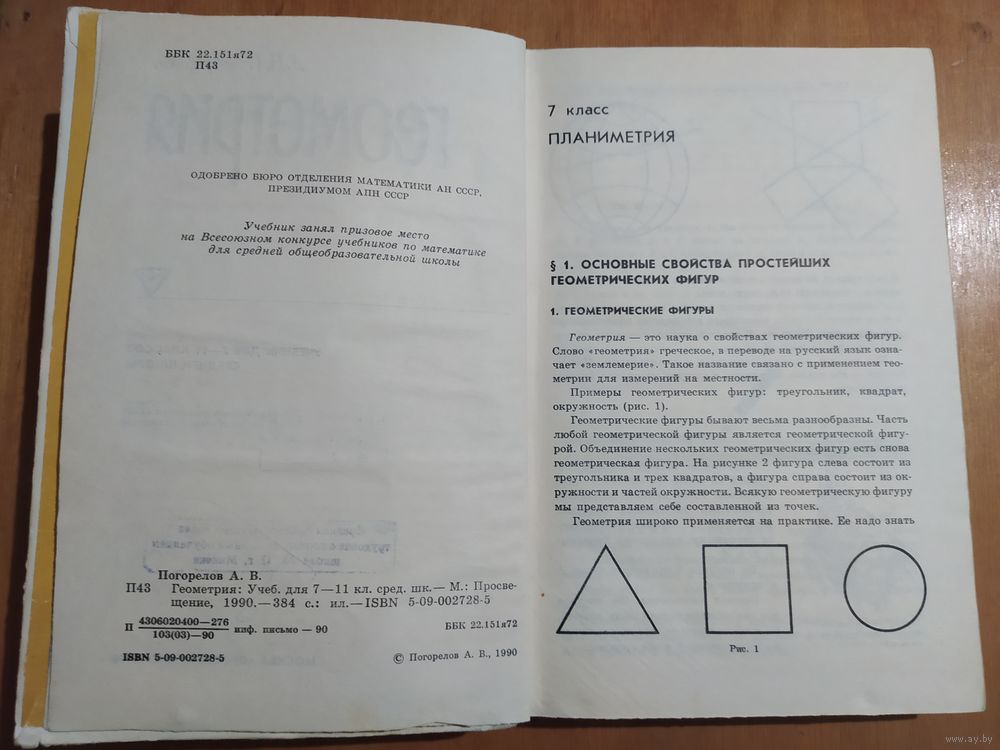 ББК 22.151я72
П43
ОДОБРЕНО БЮРО ОТДЕЛЕНИЯ МАТЕМАТИКИ АН СССР,
ПРЕЗИДИУМОМ АПН СССР
Учебник занял призовое место
на Всесоюзном конкурсе учебников по математике
для средней общеобразовательной школы
Погорелов А. В.
П43 Геометрия: Учеб. для 7—11 кл. сред. шк.— М.: Просве-
щение, 1990.—384 с.: ил.—ISBN 5-09-002728-5
П 4306020400—276
103(03)—90 инф. письмо — 90
ББК 22.151я72
ISBN 5-09-002728-5
© Погорелов А. В., 1990
7 класс
ПЛАНИМЕТРИЯ
§ 1. ОСНОВНЫЕ СВОЙСТВА ПРОСТЕЙШИХ
ГЕОМЕТРИЧЕСКИХ ФИГУР
1. ГЕОМЕТРИЧЕСКИЕ ФИГУРЫ
Геометрия — это наука о свойствах геометрических фигур.
Слово «геометрия» греческое, в переводе на русский язык озна-
чает «землемерие». Такое название связано с применением гео-
метрии для измерений на местности.
Примеры геометрических фигур: треугольник, квадрат,
окружность (рис. 1).
Геометрические фигуры бывают весьма разнообразны. Часть
любой геометрической фигуры является геометрической фигу-
рой. Объединение нескольких геометрических фигур есть снова
геометрическая фигура. На рисунке 2 фигура слева состоит из
треугольника и трех квадратов, а фигура справа состоит из ок-
ружности и частей окружности. Всякую геометрическую фигуру
мы представляем себе составленной из точек.
Геометрия широко применяется на практике. Ее надо знать
Рис. 1
www.ay.by